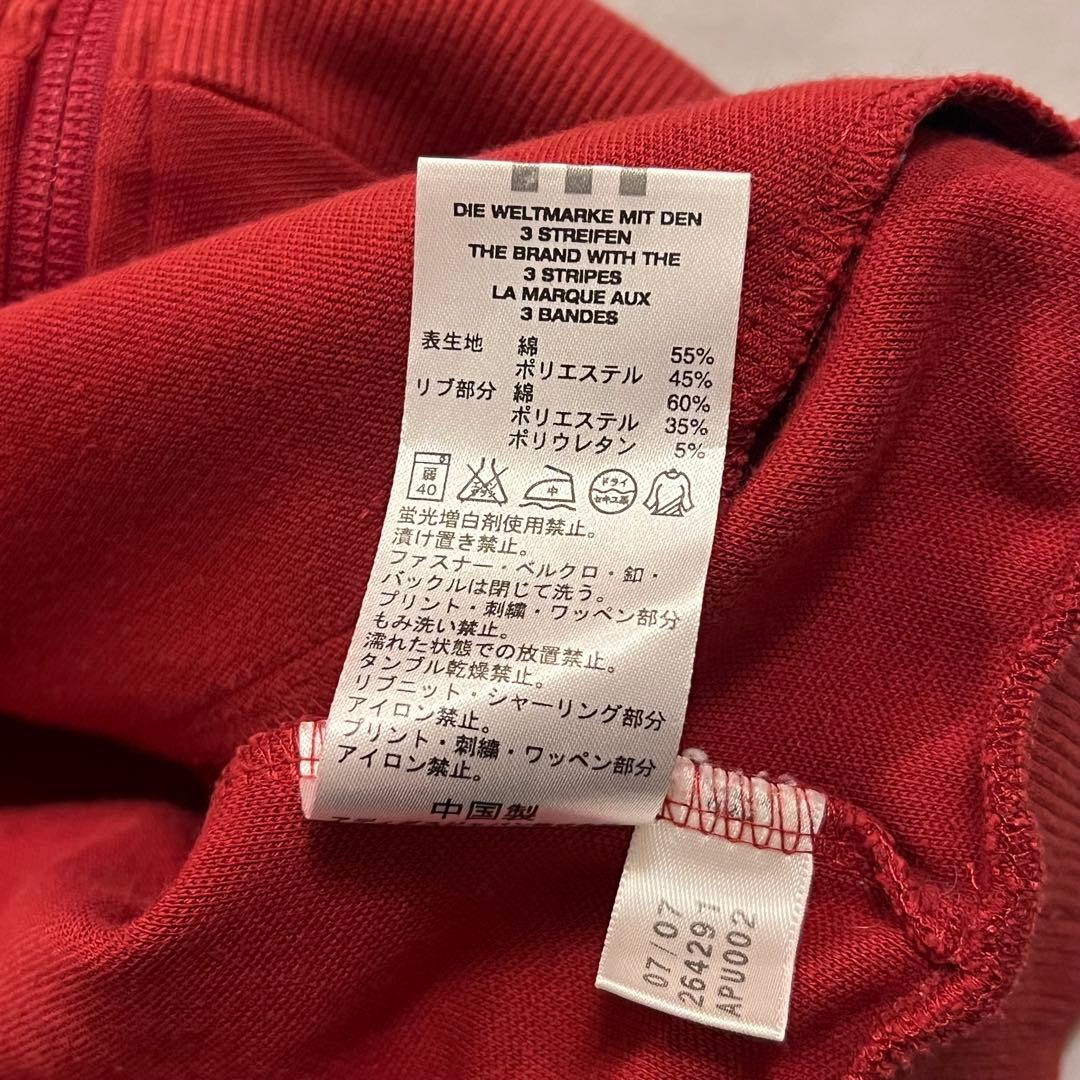 DIE WELTMARKE MIT DEN
3 STREIFEN
THE BRAND WITH THE
3 STRIPES
LA MARQUE AUX
3 BANDES
表生地 綿 55%
ポリエステル 45%
リブ部分 綿 60%
ポリエステル 35%
ポリウレタン 5%
弱 40 エンソ サラシ 中 ドライ セキユ系
蛍光増白剤使用禁止。
漬け置き禁止。
ファスナー・ベルクロ・釦・
バックルは閉じて洗う。
プリント・刺繍・ワッペン部分
もみ洗い禁止。
濡れた状態での放置禁止。
タンブル乾燥禁止。
リブニット・シャーリング部分
アイロン禁止。
プリント・刺繍・ワッペン部分
アイロン禁止。
中国製
07/07
264291
APU002